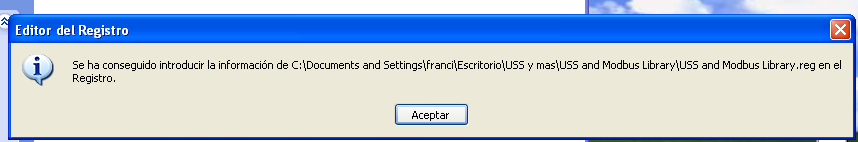 Editor del Registro
Se ha conseguido introducir la información de C:\Documents and Settings\franci\Escritorio\USS y mas\USS and Modbus Library\USS and Modbus Library.reg en el
Registro.
Aceptar